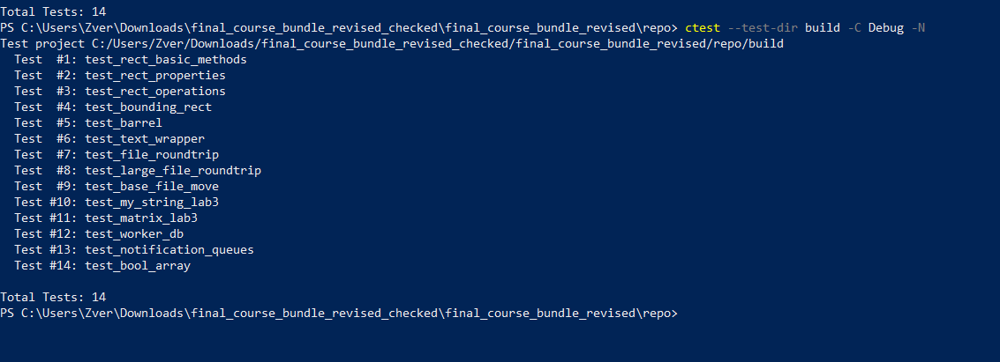 Total Tests: 14
PS C:\Users\Zver\Downloads\final_course_bundle_revised_checked\final_course_bundle_revised\repo> ctest --test-dir build -C Debug -N
Test project C:/Users/Zver/Downloads/final_course_bundle_revised_checked/final_course_bundle_revised/repo/build
  Test  #1: test_rect_basic_methods
  Test  #2: test_rect_properties
  Test  #3: test_rect_operations
  Test  #4: test_bounding_rect
  Test  #5: test_barrel
  Test  #6: test_text_wrapper
  Test  #7: test_file_roundtrip
  Test  #8: test_large_file_roundtrip
  Test  #9: test_base_file_move
  Test #10: test_my_string_lab3
  Test #11: test_matrix_lab3
  Test #12: test_worker_db
  Test #13: test_notification_queues
  Test #14: test_bool_array

Total Tests: 14
PS C:\Users\Zver\Downloads\final_course_bundle_revised_checked\final_course_bundle_revised\repo>